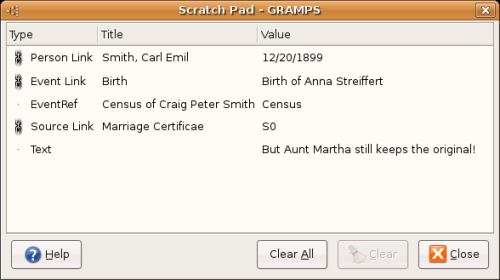 Scratch Pad - GRAMPS
Type Title Value
Person Link Smith, Carl Emil 12/20/1899
Event Link Birth Birth of Anna Streiffert
EventRef Census of Craig Peter Smith Census
Source Link Marriage Certificae S0
Text But Aunt Martha still keeps the original!
Help Clear All Clear Close